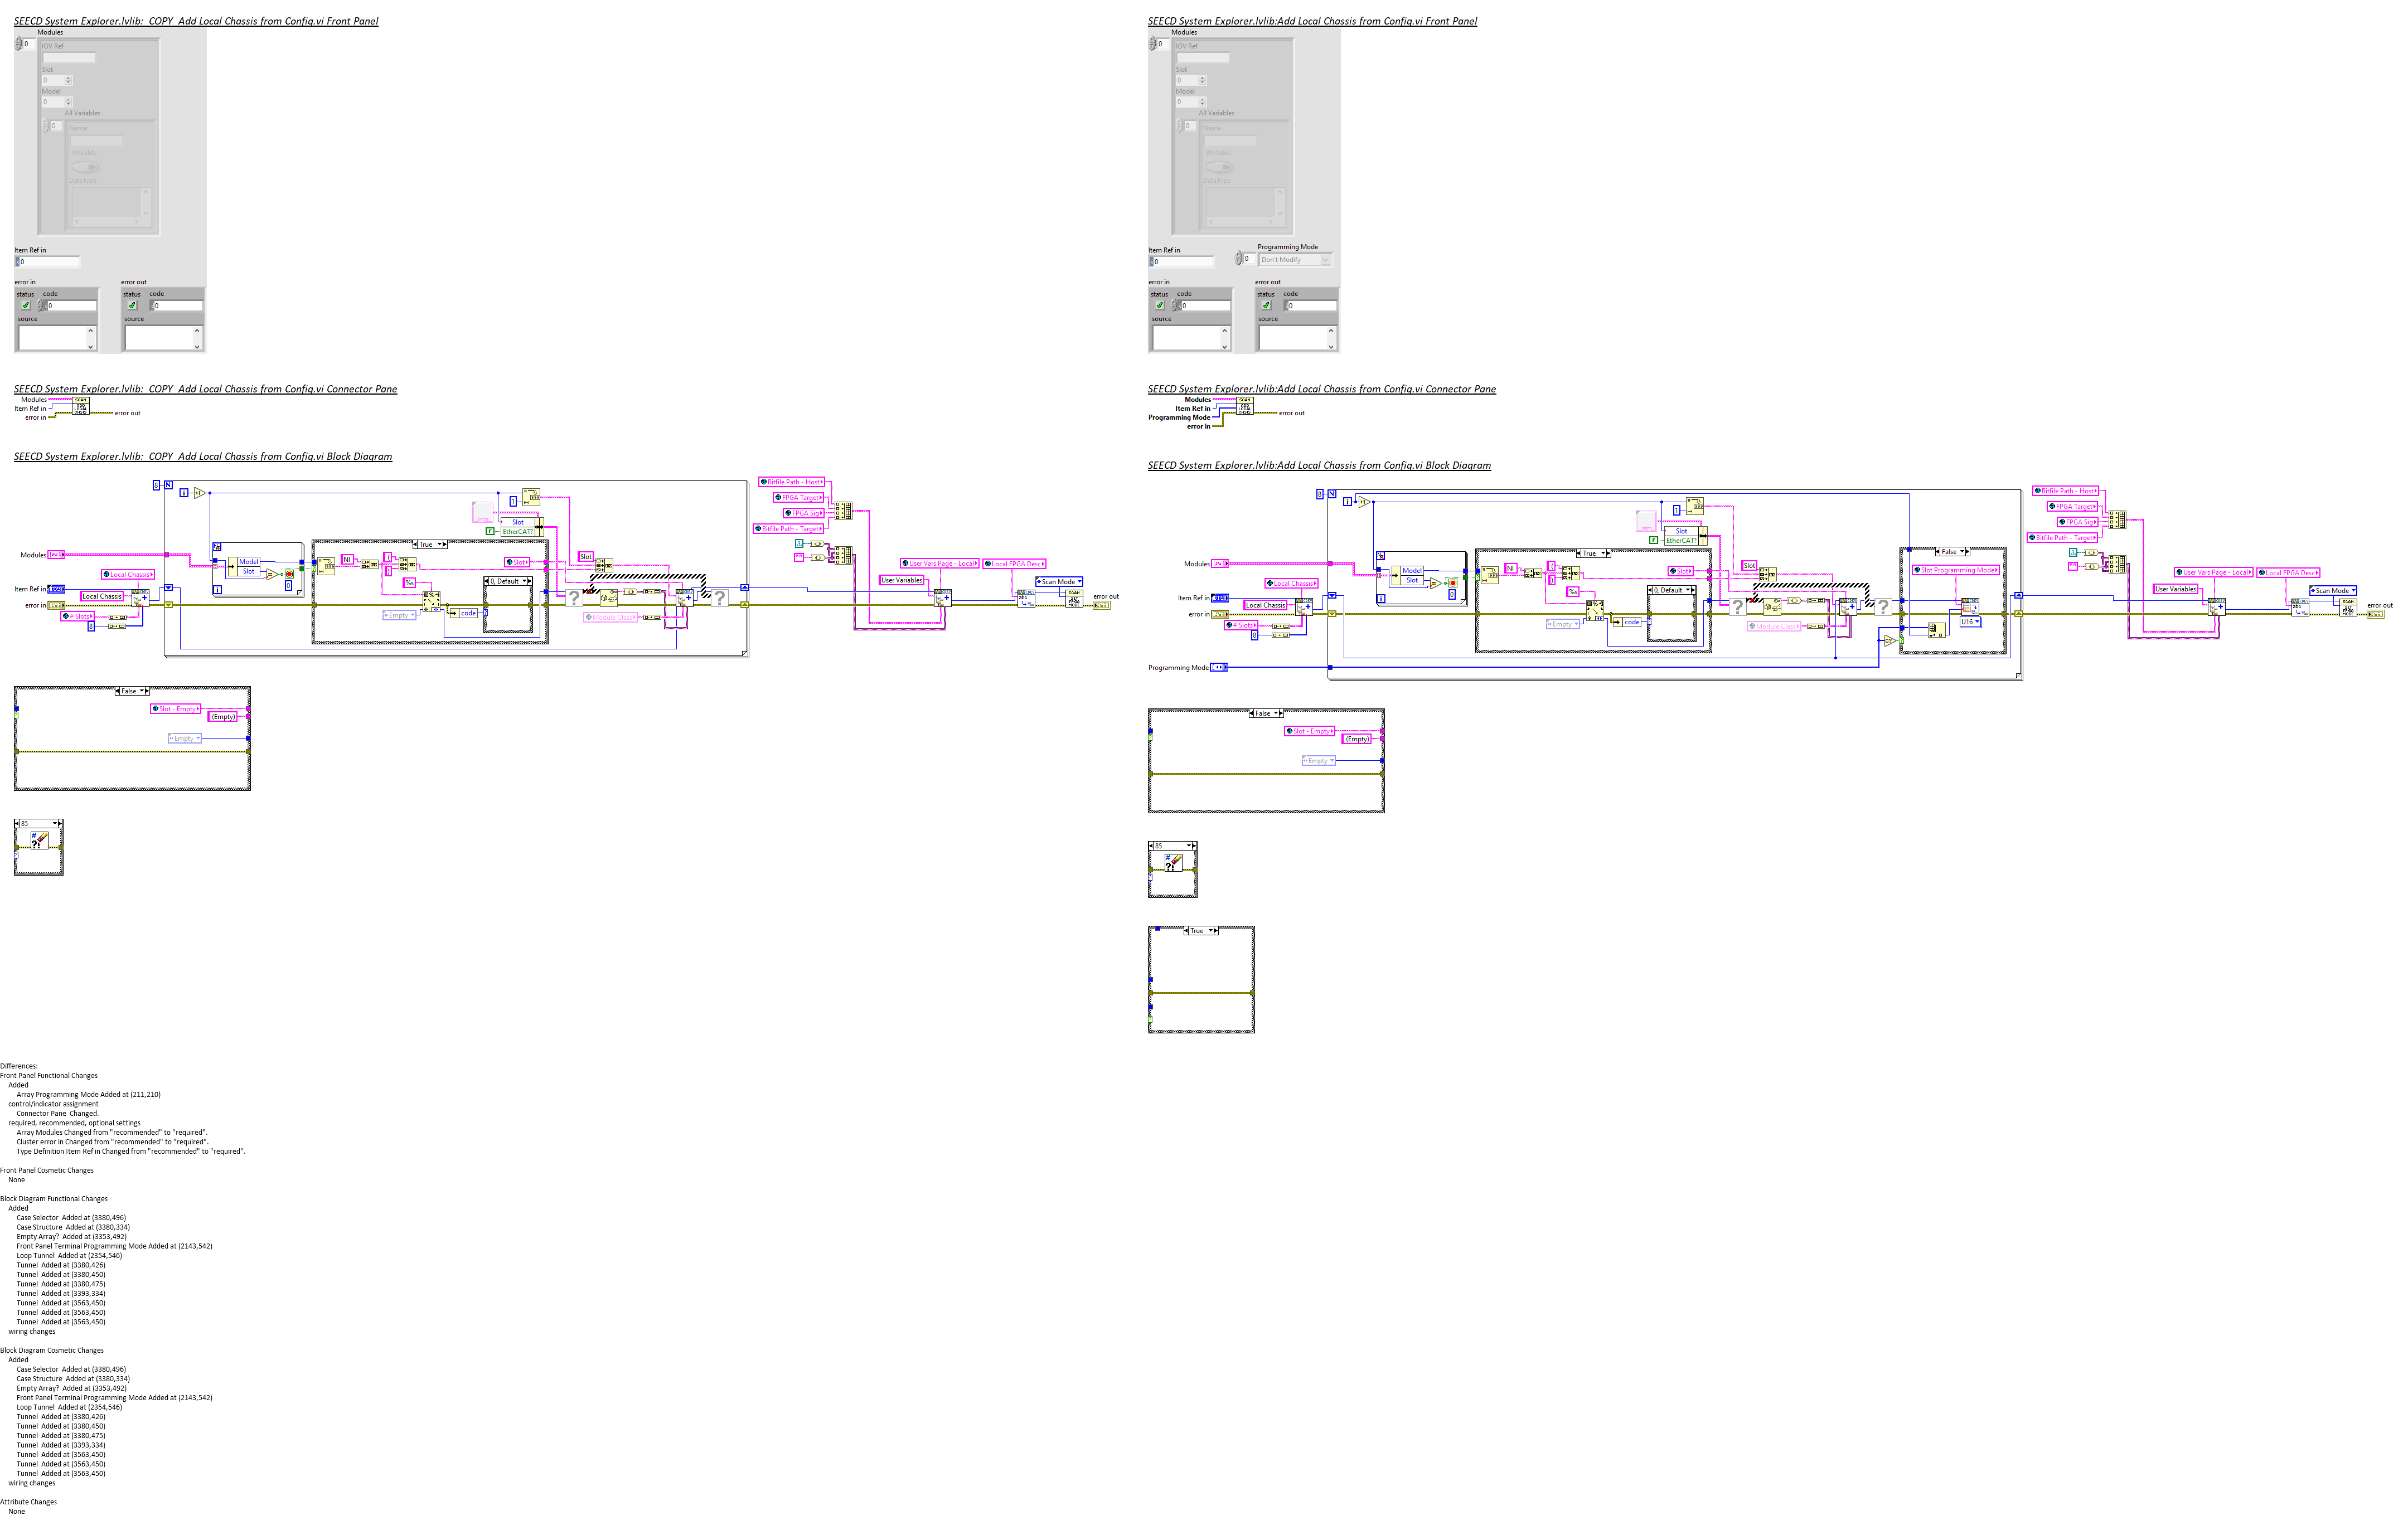 SEECD System Explorer.lvlib:  COPY  Add Local Chassis from Config.vi Front Panel
Modules
0
IOV Ref
Slot
0
Model
0
All Variables
0
Name
Writable
DataType
Item Ref in
0
error in
error out
status code
status code
0
0
source
source
SEECD System Explorer.lvlib:  COPY  Add Local Chassis from Config.vi Connector Pane
Modules
Item Ref in
error in
error out
SEECD System Explorer.lvlib:  COPY  Add Local Chassis from Config.vi Block Diagram
8
N
i
1
Slot
EtherCAT?
F
Modules
Model
Slot
0
i
True
NI
(
)
%s
Empty
0, Default
code
Slot
Slot
Module Class
Local Chassis
Item Ref in
Local Chassis
error in
# Slots
8
Bitfile Path - Host
FPGA Target
FPGA Sig
Bitfile Path - Target
User Vars Page - Local
Local FPGA Desc
User Variables
Scan Mode
error out
False
Slot - Empty
(Empty)
Empty
85
SEECD System Explorer.lvlib:Add Local Chassis from Config.vi Front Panel
Modules
0
IOV Ref
Slot
0
Model
0
All Variables
0
Name
Writable
DataType
Item Ref in
0
Programming Mode
0
Don't Modify
error in
error out
status code
status code
0
0
source
source
SEECD System Explorer.lvlib:Add Local Chassis from Config.vi Connector Pane
Modules
Item Ref in
Programming Mode
error in
error out
SEECD System Explorer.lvlib:Add Local Chassis from Config.vi Block Diagram
8
N
i
1
Slot
EtherCAT?
F
Modules
Model
Slot
0
i
True
NI
(
)
%s
Empty
0, Default
code
Slot
Slot
Module Class
Local Chassis
Item Ref in
Local Chassis
error in
# Slots
8
Programming Mode
False
Slot Programming Mode
U16
Bitfile Path - Host
FPGA Target
FPGA Sig
Bitfile Path - Target
User Vars Page - Local
Local FPGA Desc
User Variables
Scan Mode
error out
False
Slot - Empty
(Empty)
Empty
85
True
Differences:
Front Panel Functional Changes
Added
Array Programming Mode Added at (211,210)
control/indicator assignment
Connector Pane  Changed.
required, recommended, optional settings
Array Modules Changed from "recommended" to "required".
Cluster error in Changed from "recommended" to "required".
Type Definition Item Ref in Changed from "recommended" to "required".
Front Panel Cosmetic Changes
None
Block Diagram Functional Changes
Added
Case Selector  Added at (3380,496)
Case Structure  Added at (3380,334)
Empty Array?  Added at (3353,492)
Front Panel Terminal Programming Mode Added at (2143,542)
Loop Tunnel  Added at (2354,546)
Tunnel  Added at (3380,426)
Tunnel  Added at (3380,450)
Tunnel  Added at (3380,475)
Tunnel  Added at (3393,334)
Tunnel  Added at (3563,450)
Tunnel  Added at (3563,450)
Tunnel  Added at (3563,450)
wiring changes
Block Diagram Cosmetic Changes
Added
Case Selector  Added at (3380,496)
Case Structure  Added at (3380,334)
Empty Array?  Added at (3353,492)
Front Panel Terminal Programming Mode Added at (2143,542)
Loop Tunnel  Added at (2354,546)
Tunnel  Added at (3380,426)
Tunnel  Added at (3380,450)
Tunnel  Added at (3380,475)
Tunnel  Added at (3393,334)
Tunnel  Added at (3563,450)
Tunnel  Added at (3563,450)
Tunnel  Added at (3563,450)
wiring changes
Attribute Changes
None